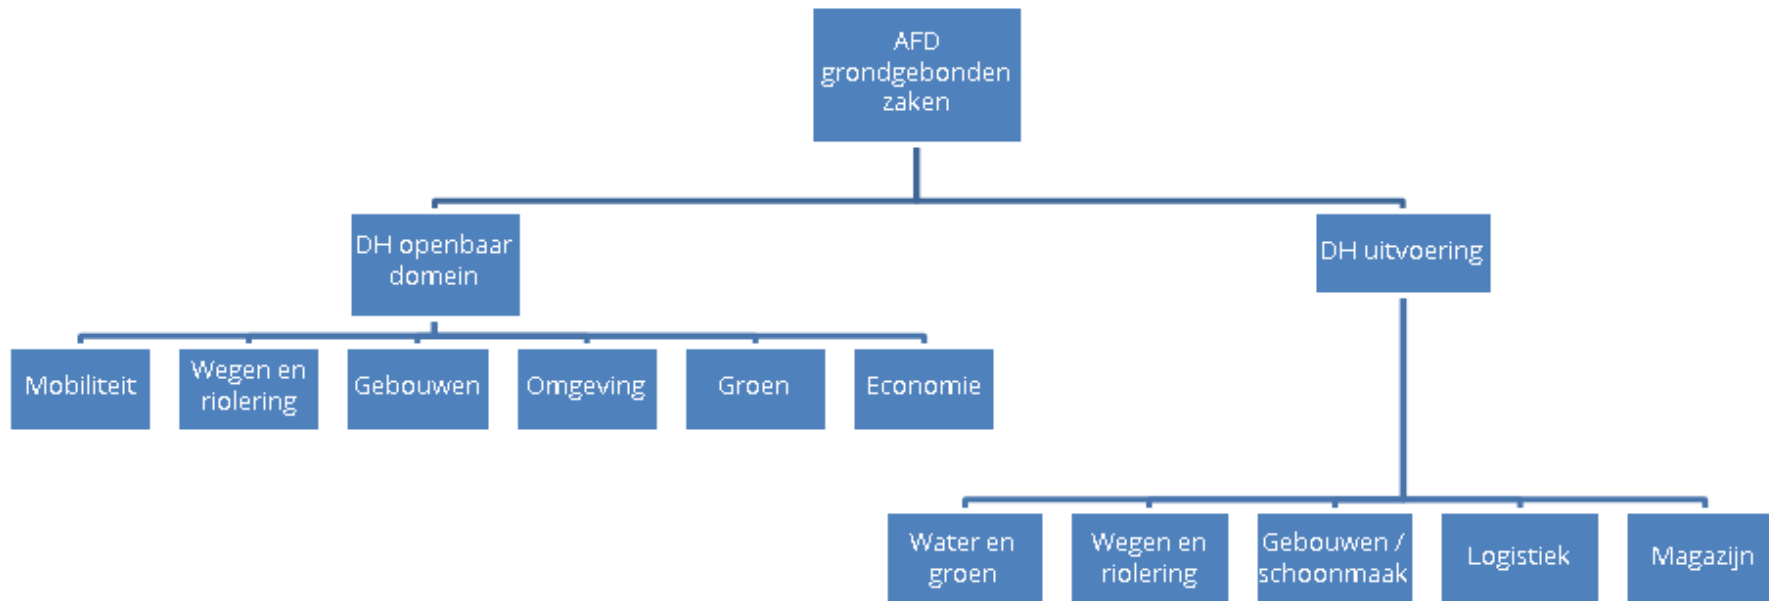 AFD
grondgebonden
zaken
DH openbaar
domein
DH uitvoering
Mobiliteit
Wegen en
riolering
Gebouwen
Omgeving
Groen
Economie
Water en
groen
Wegen en
riolering
Gebouwen /
schoonmaak
Logistiek
Magazijn